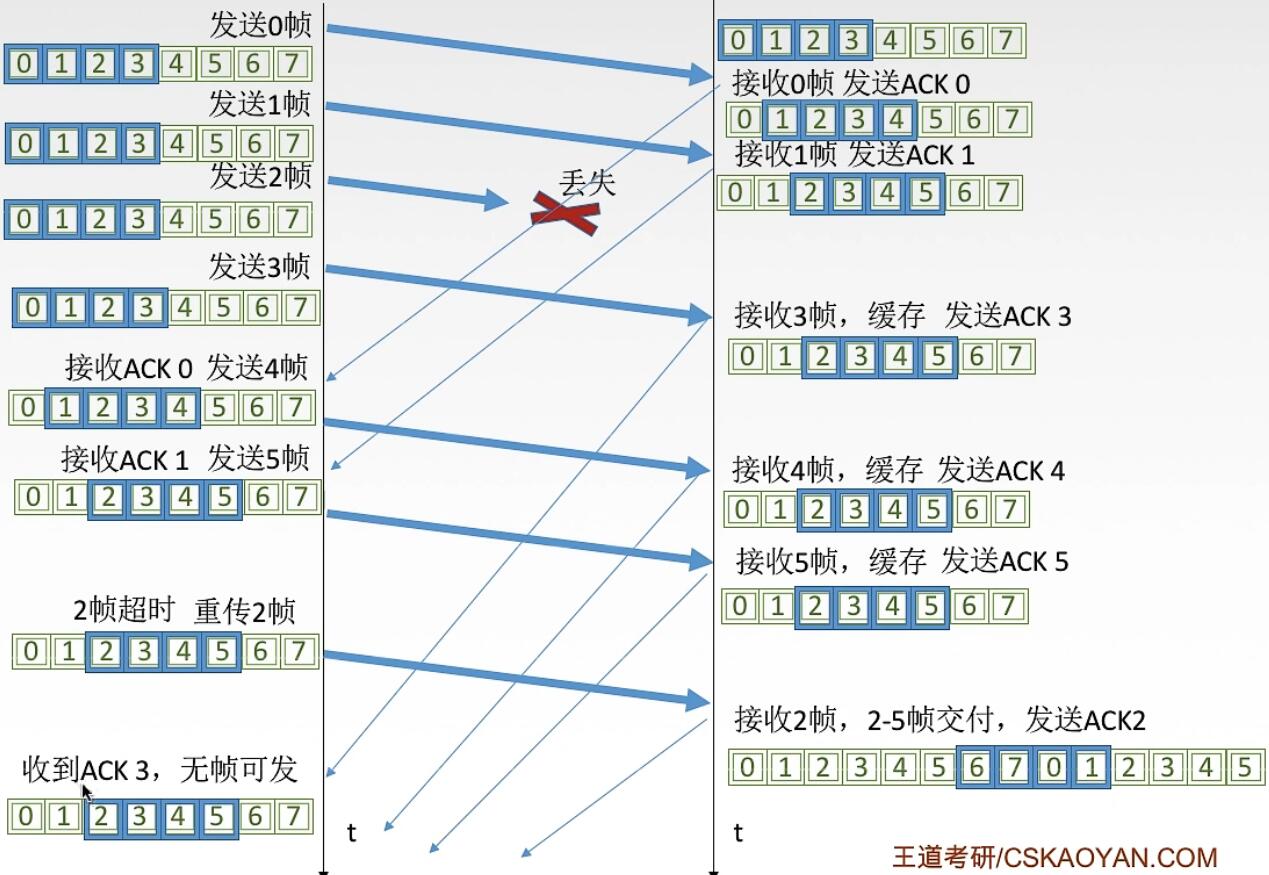 发送0帧
0 1 2 3 4 5 6 7
发送1帧
0 1 2 3 4 5 6 7
发送2帧
0 1 2 3 4 5 6 7
发送3帧
0 1 2 3 4 5 6 7
接收ACK 0 发送4帧
0 1 2 3 4 5 6 7
接收ACK 1 发送5帧
0 1 2 3 4 5 6 7
2帧超时 重传2帧
0 1 2 3 4 5 6 7
收到ACK 3，无帧可发
0 1 2 3 4 5 6 7
丢失
t
0 1 2 3 4 5 6 7
接收0帧 发送ACK 0
0 1 2 3 4 5 6 7
接收1帧 发送ACK 1
0 1 2 3 4 5 6 7
接收3帧，缓存 发送ACK 3
0 1 2 3 4 5 6 7
接收4帧，缓存 发送ACK 4
0 1 2 3 4 5 6 7
接收5帧，缓存 发送ACK 5
0 1 2 3 4 5 6 7
接收2帧，2-5帧交付，发送ACK2
0 1 2 3 4 5 6 7 0 1 2 3 4 5
t
王道考研/CSKAOYAN.COM